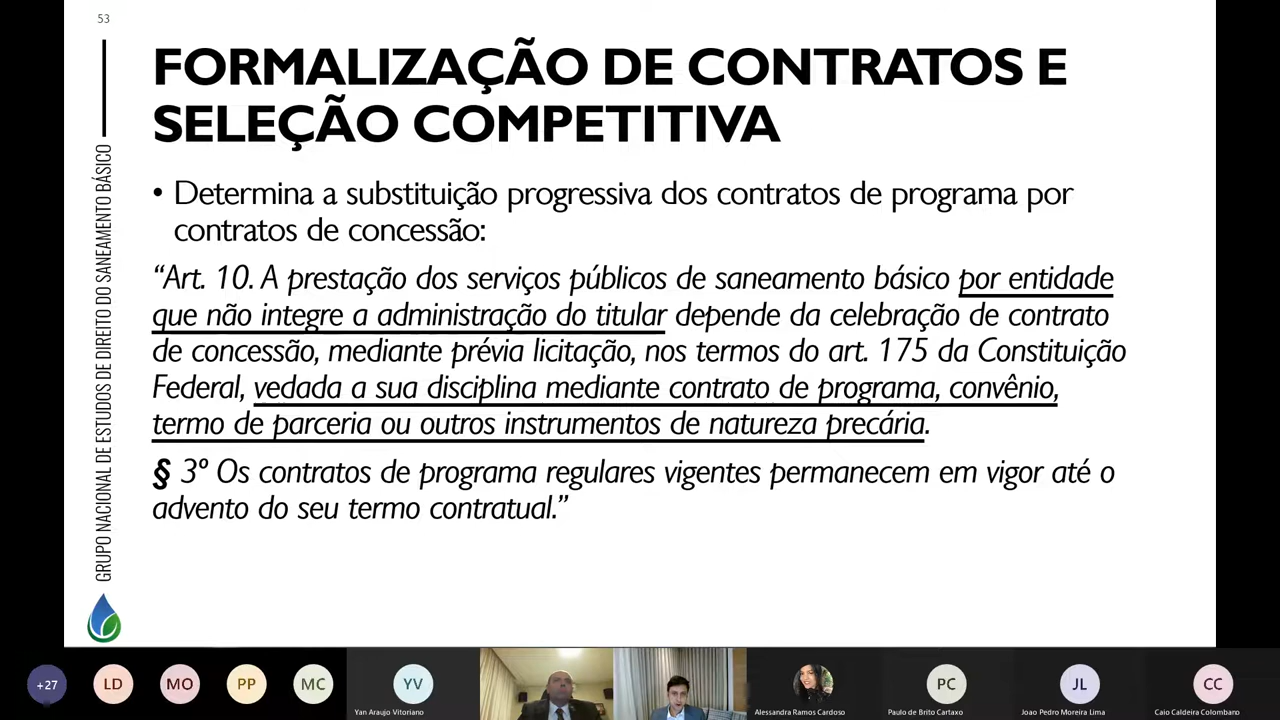 53
FORMALIZAÇÃO DE CONTRATOS E
SELEÇÃO COMPETITIVA
GRUPO NACIONAL DE ESTUDOS DE DIREITO DO SANEAMENTO BÁSICO
• Determina a substituição progressiva dos contratos de programa por
contratos de concessão:
“Art. 10. A prestação dos serviços públicos de saneamento básico por entidade
que não integre a administração do titular depende da celebração de contrato
de concessão, mediante prévia licitação, nos termos do art. 175 da Constituição
Federal, vedada a sua disciplina mediante contrato de programa, convênio,
termo de parceria ou outros instrumentos de natureza precária.
§ 3º Os contratos de programa regulares vigentes permanecem em vigor até o
advento do seu termo contratual.”
+27
LD
MO
PP
MC
YV
PC
JL
CC
Yan Araujo Vitoriano
Alessandra Ramos Cardoso
Paulo de Brito Cartaxo
Joao Pedro Moreira Lima
Caio Caldeira Colombano